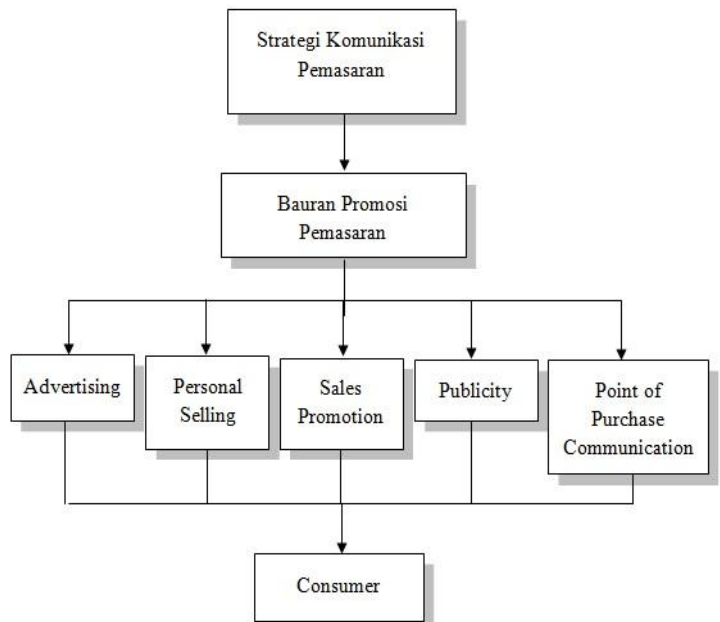 Strategi Komunikasi
Pemasaran
Bauran Promosi
Pemasaran
Advertising
Personal
Selling
Sales
Promotion
Publicity
Point of
Purchase
Communication
Consumer